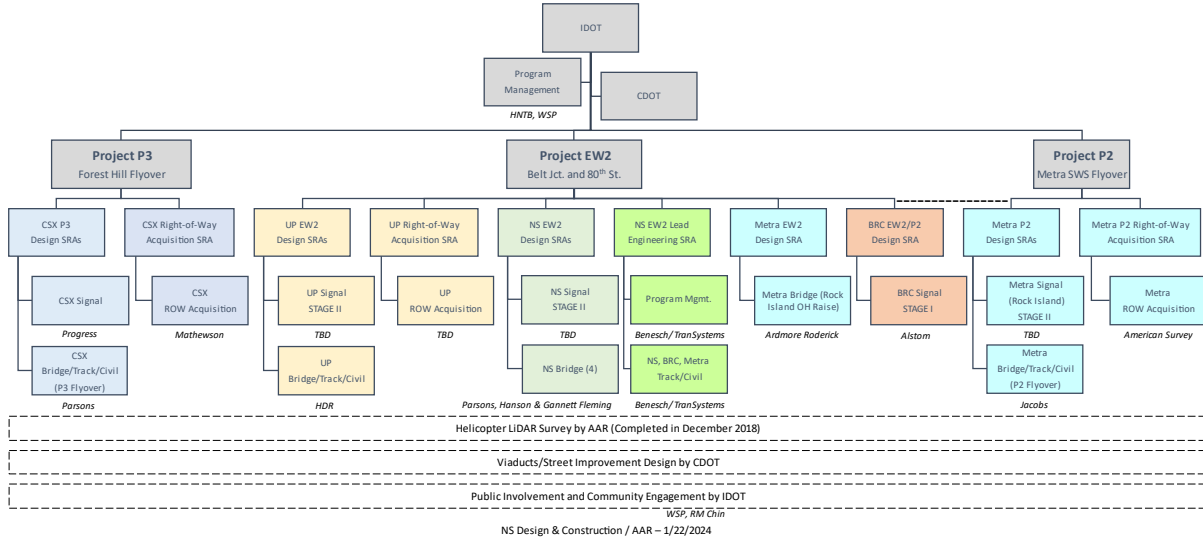 IDOT
Program
Management
HNTB, WSP
CDOT
Project P3
Forest Hill Flyover
Project EW2
Belt Jct. and 80th St.
Project P2
Metra SWS Flyover
CSX P3
Design SRAs
CSX Right-of-Way
Acquisition SRA
UP EW2
Design SRAs
UP Right-of-Way
Acquisition SRA
NS EW2
Design SRAs
NS EW2 Lead
Engineering SRA
Metra EW2
Design SRA
BRC EW2/P2
Design SRA
Metra P2
Design SRAs
Metra P2 Right-of-Way
Acquisition SRA
CSX Signal
Progress
CSX
ROW Acquisition
Mathewson
UP Signal
STAGE II
TBD
UP
ROW Acquisition
TBD
NS Signal
STAGE II
TBD
Program Mgmt.
Benesch/TranSystems
Metra Bridge (Rock
Island OH Raise)
Ardmore Roderick
BRC Signal
STAGE I
Alstom
Metra Signal
(Rock Island)
STAGE II
TBD
Metra
ROW Acquisition
American Survey
CSX
Bridge/Track/Civil
(P3 Flyover)
Parsons
UP
Bridge/Track/Civil
HDR
NS Bridge (4)
Parsons, Hanson & Gannett Fleming
NS, BRC, Metra
Track/Civil
Benesch/TranSystems
Metra
Bridge/Track/Civil
(P2 Flyover)
Jacobs
Helicopter LiDAR Survey by AAR (Completed in December 2018)
Viaducts/Street Improvement Design by CDOT
Public Involvement and Community Engagement by IDOT
WSP, RM Chin
NS Design & Construction / AAR – 1/22/2024